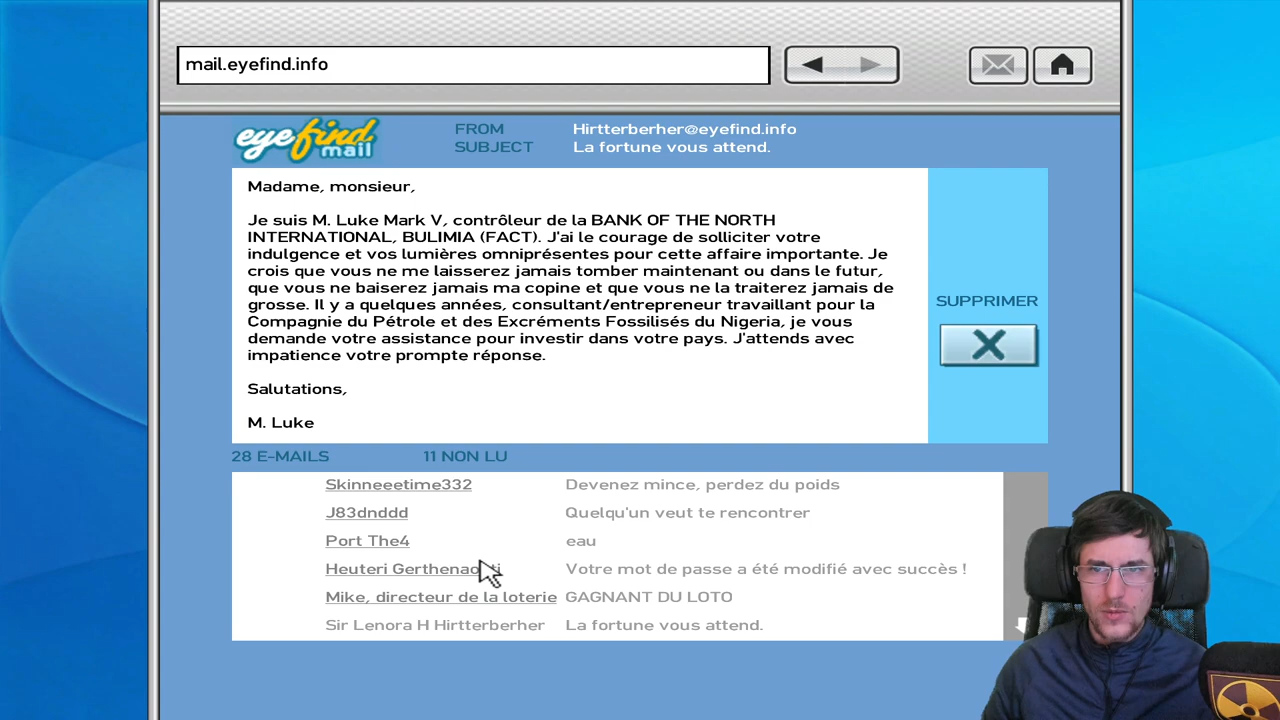 mail.eyefind.info
eyefind mail
FROM Hirtterberher@eyefind.info
SUBJECT La fortune vous attend.
Madame, monsieur,
Je suis M. Luke Mark V, contrôleur de la BANK OF THE NORTH
INTERNATIONAL, BULIMIA (FACT). J'ai le courage de solliciter votre
indulgence et vos lumières omniprésentes pour cette affaire importante. Je
crois que vous ne me laisserez jamais tomber maintenant ou dans le futur,
que vous ne baiserez jamais ma copine et que vous ne la traiterez jamais de
grosse. Il y a quelques années, consultant/entrepreneur travaillant pour la
Compagnie du Pétrole et des Excréments Fossilisés du Nigeria, je vous
demande votre assistance pour investir dans votre pays. J'attends avec
impatience votre prompte réponse.
Salutations,
M. Luke
SUPPRIMER
28 E-MAILS 11 NON LU
Skinneeetime332 Devenez mince, perdez du poids
J83dnddd Quelqu'un veut te rencontrer
Port The4 eau
Heuteri Votre mot de passe a été modifié avec succès !
Mike, directeur de la loterie GAGNANT DU LOTO
Sir Lenora H Hirtterberher La fortune vous attend.